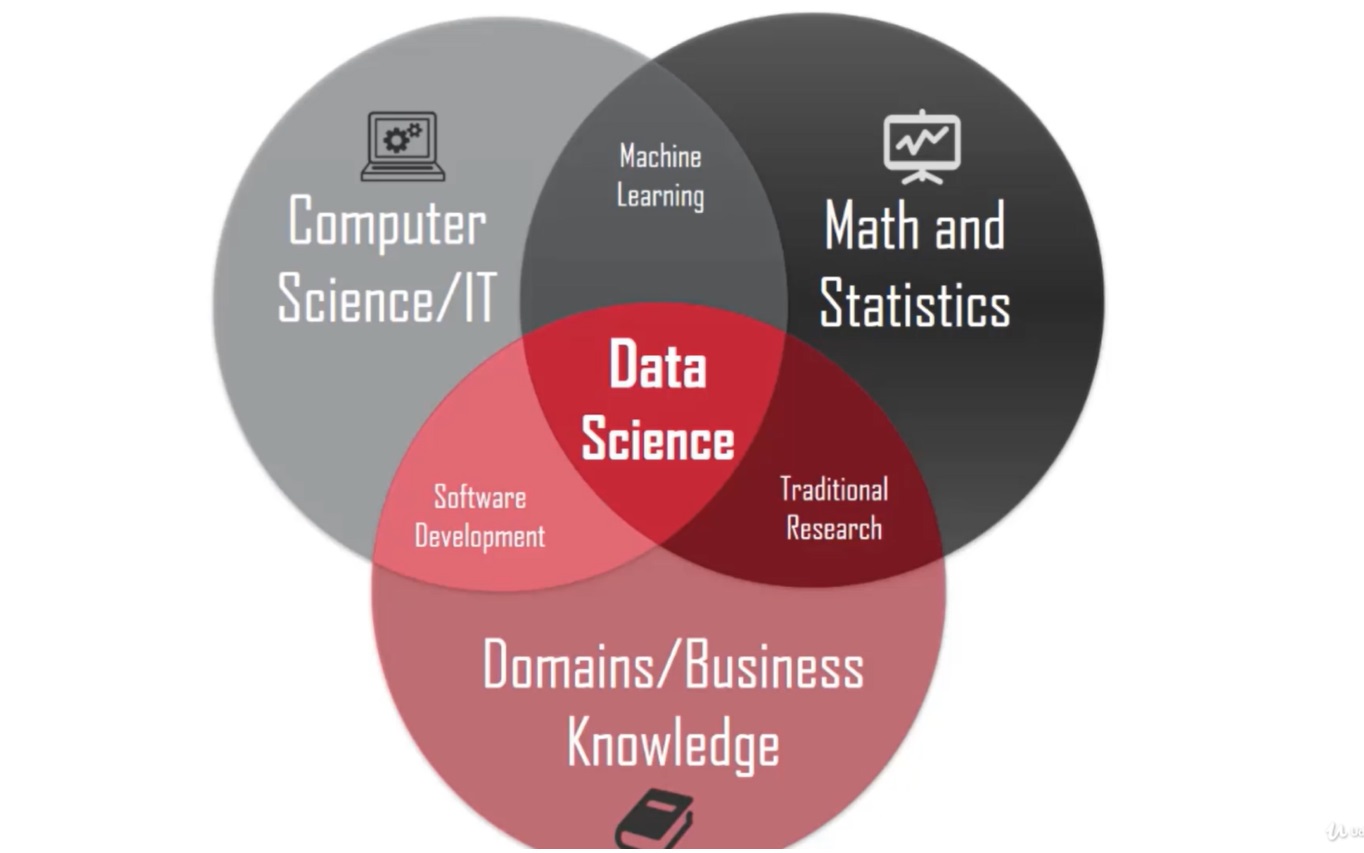 Machine
Learning
Computer
Science/IT
Math and
Statistics
Data
Science
Software
Development
Traditional
Research
Domains/Business
Knowledge